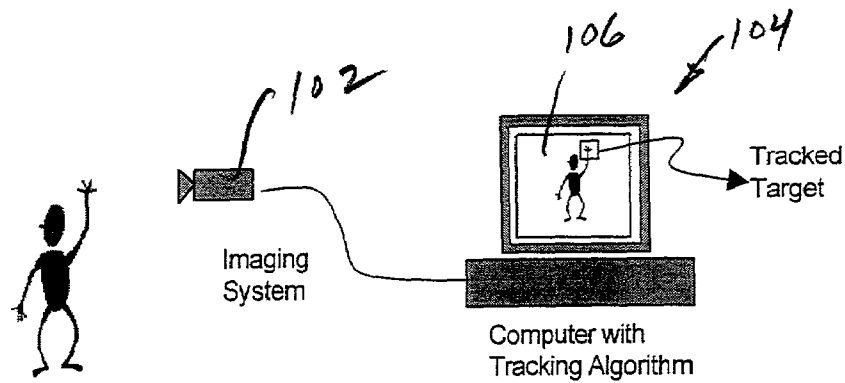 106
104
102
Tracked
Target
Imaging
System
Computer with
Tracking Algorithm